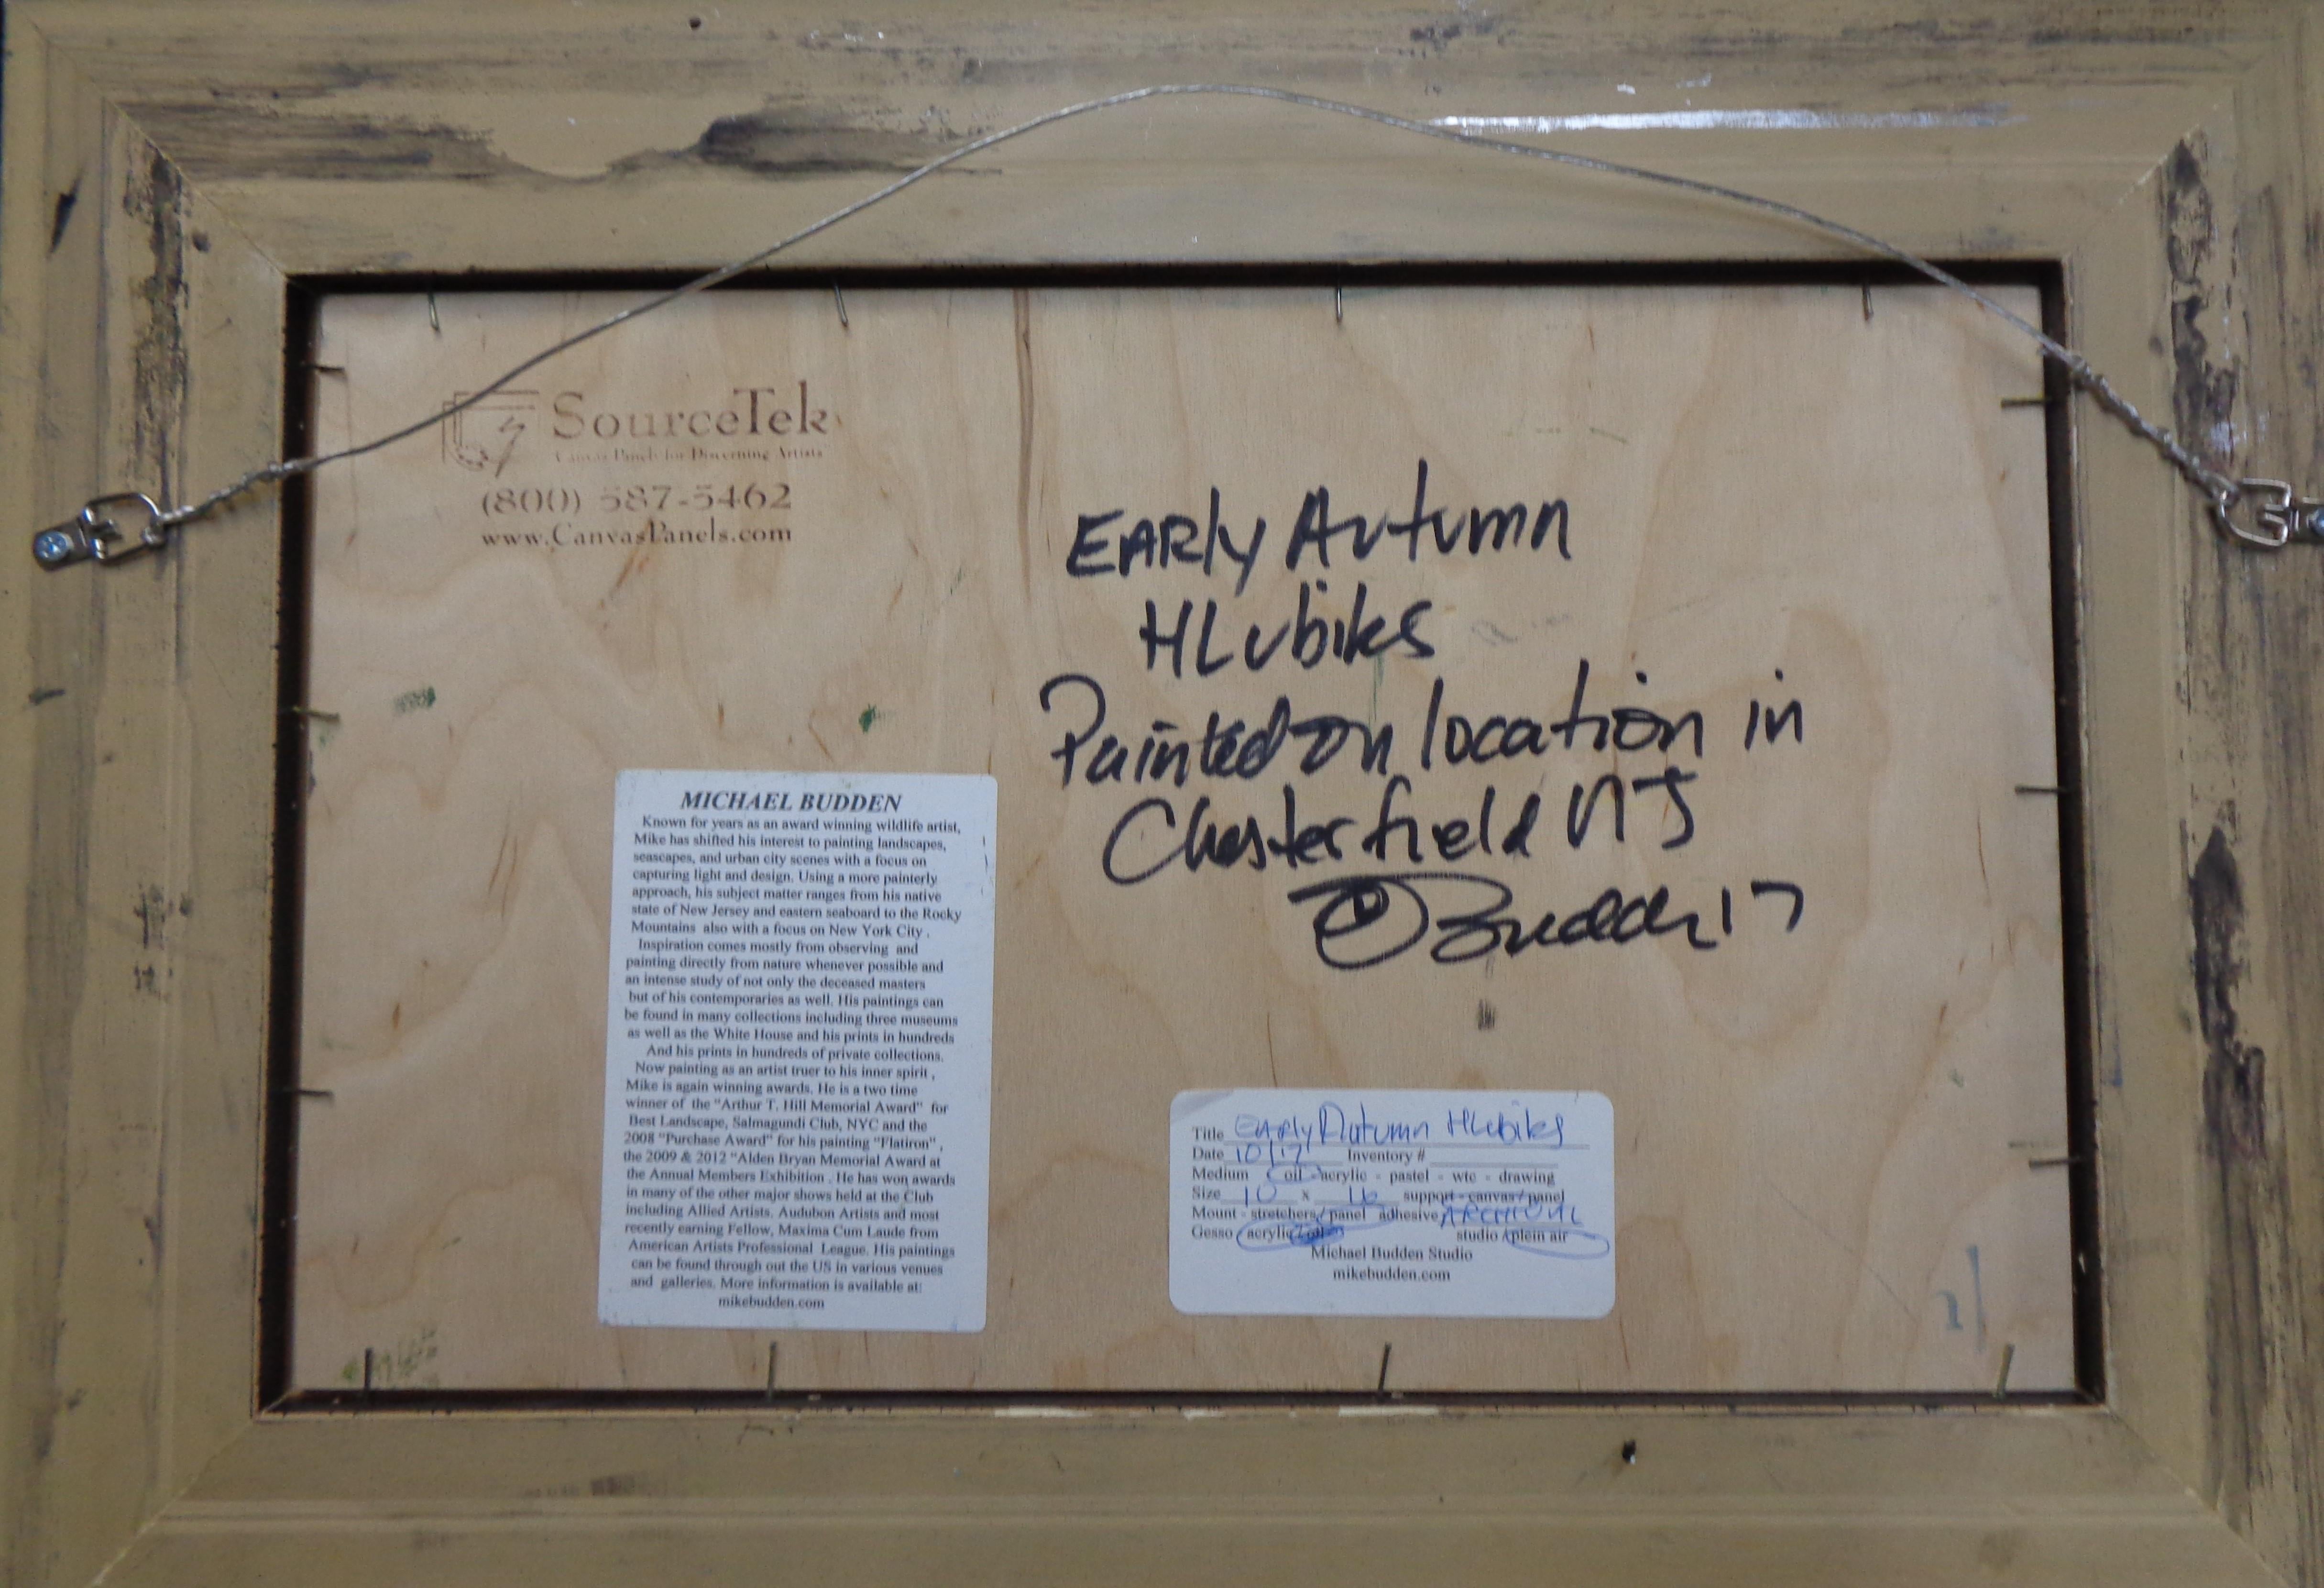 SourceTek
Canvas Panels for Discerning Artists
(800) 587-5462
www.CanvasPanels.com
EARly Autumn
HLubiks
Painted on location in
Chesterfield NJ
© Budden 17
MICHAEL BUDDEN
Known for years as an award winning wildlife artist,
Mike has shifted his interest to painting landscapes,
seascapes, and urban city scenes with a focus on
capturing light and design. Using a more painterly
approach, his subject matter ranges from his native
state of New Jersey and eastern seaboard to the Rocky
Mountains also with a focus on New York City .
Inspiration comes mostly from observing and
painting directly from nature whenever possible and
an intense study of not only the deceased masters
but of his contemporaries as well. His paintings can
be found in many collections including three museums
as well as the White House and his prints in hundreds
And his prints in hundreds of private collections.
Now painting as an artist truer to his inner spirit ,
Mike is again winning awards. He is a two time
winner of the "Arthur T. Hill Memorial Award" for
Best Landscape, Salmagundi Club, NYC and the
2008 "Purchase Award" for his painting "Flatiron" ,
the 2009 & 2012 "Alden Bryan Memorial Award at
the Annual Members Exhibition . He has won awards
in many of the other major shows held at the Club
including Allied Artists, Audubon Artists and most
recently earning Fellow, Maxima Cum Laude from
American Artists Professional League. His paintings
can be found through out the US in various venues
and galleries. More information is available at:
mikebudden.com
Title Early Autumn Hlubiks
Date 10/17 Inventory #
Medium oil - acrylic - pastel - wtc - drawing
Size 10 x 16 support - canvas / panel
Mount - stretchers / panel adhesive ARCHIVAL
Gesso acrylic / oil studio / plein air
Michael Budden Studio
mikebudden.com